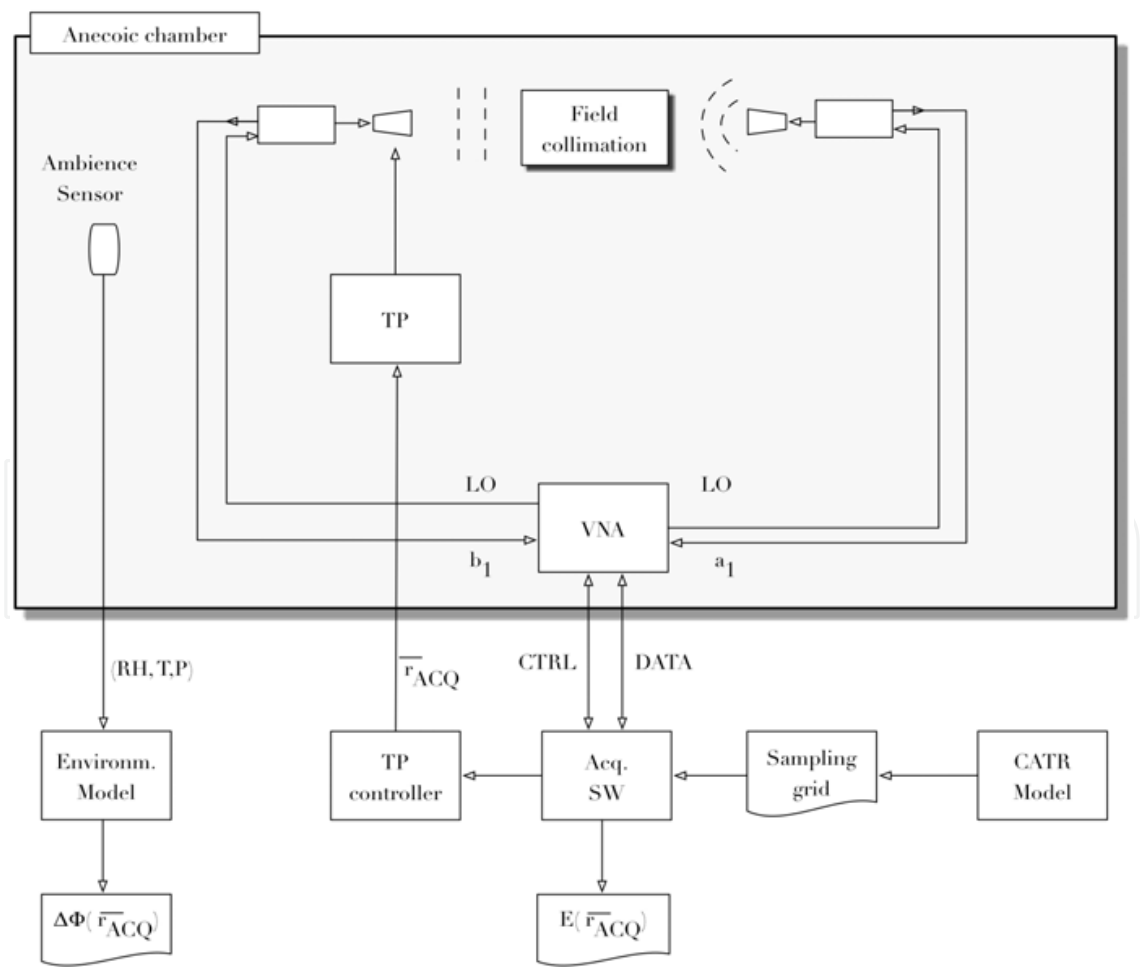 Anecoic chamber
Field
collimation
Ambience
Sensor
TP
LO
LO
VNA
b1
a1
(RH, T,P)
r̅ACQ
CTRL
DATA
Environm.
Model
TP
controller
Acq.
SW
Sampling
grid
CATR
Model
ΔΦ( r̅ACQ)
E( r̅ACQ)